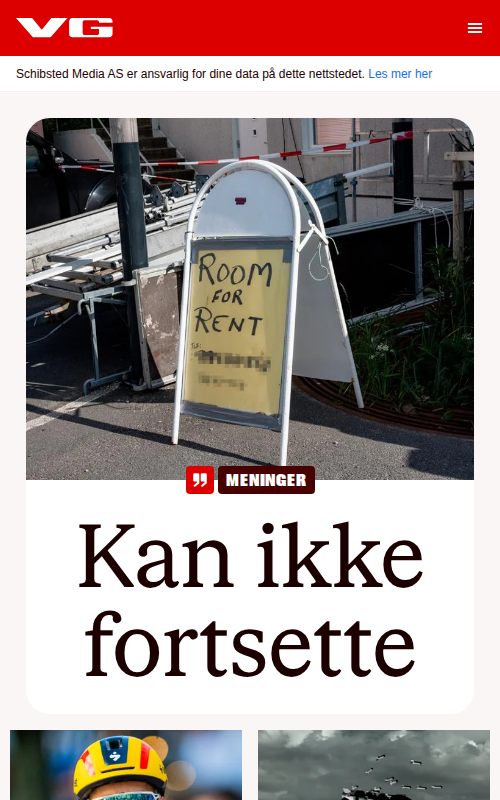 VG
Schibsted Media AS er ansvarlig for dine data på dette nettstedet. Les mer her
ROOM
FOR
RENT
MENINGER
Kan ikke
fortsette